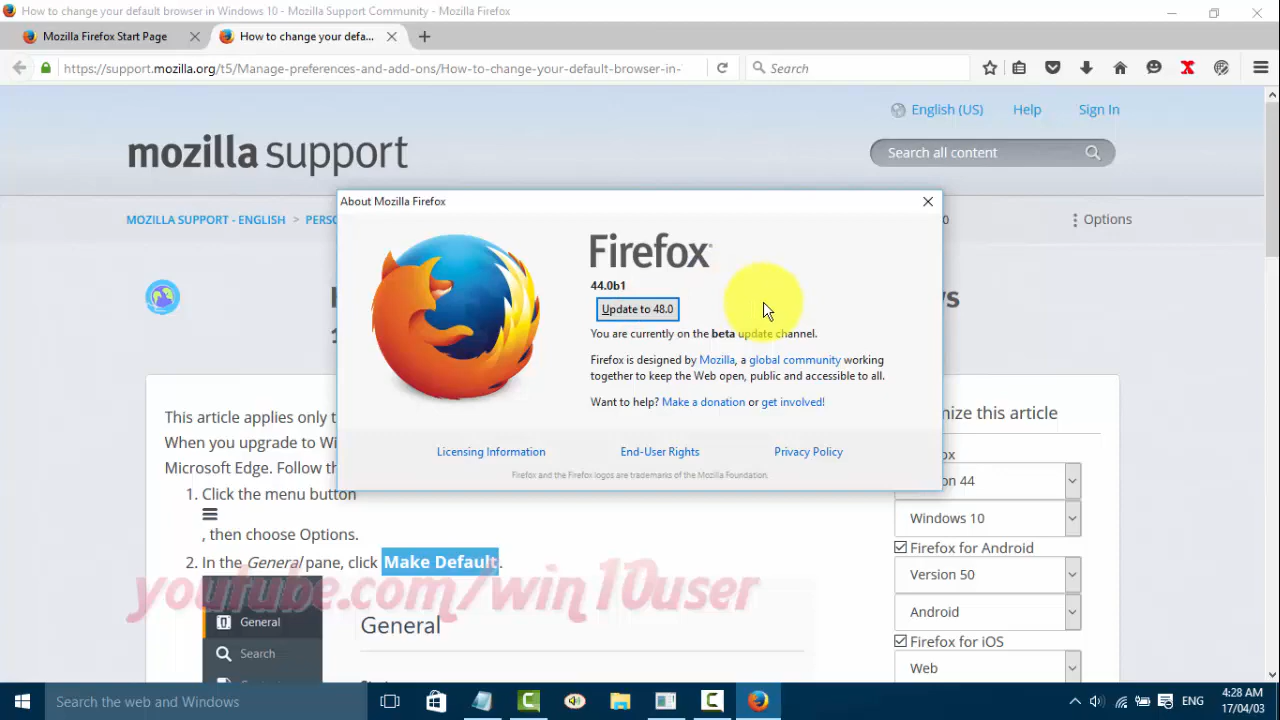 How to change your default browser in Windows 10 - Mozilla Support Community - Mozilla Firefox
Mozilla Firefox Start Page
How to change your defa...
https://support.mozilla.org/t5/Manage-preferences-and-add-ons/How-to-change-your-default-browser-in-
Search
English (US)
Help
Sign In
mozilla support
Search all content
MOZILLA SUPPORT - ENGLISH > PERS
0
Options
About Mozilla Firefox
Firefox
44.0b1
Update to 48.0
You are currently on the beta update channel.
Firefox is designed by Mozilla, a global community working
together to keep the Web open, public and accessible to all.
Want to help? Make a donation or get involved!
Licensing Information
End-User Rights
Privacy Policy
Firefox and the Firefox logos are trademarks of the Mozilla Foundation.
This article applies only t
When you upgrade to Wi
Microsoft Edge. Follow th
1. Click the menu button
, then choose Options.
2. In the General pane, click Make Default.
General
Search
General
mize this article
ox
on 44
Windows 10
Firefox for Android
Version 50
Android
Firefox for iOS
Web
youtube.com/win10user
Search the web and Windows
ENG
4:28 AM
17/04/03